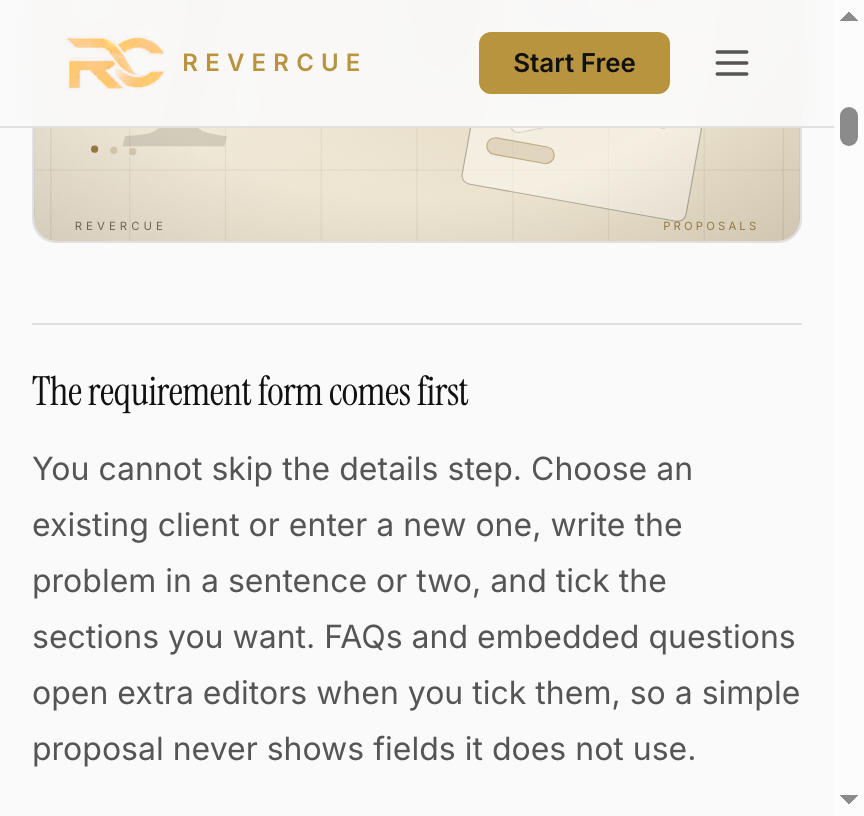 RC REVERCUE
Start Free
REVERCUE
PROPOSALS
The requirement form comes first
You cannot skip the details step. Choose an
existing client or enter a new one, write the
problem in a sentence or two, and tick the
sections you want. FAQs and embedded questions
open extra editors when you tick them, so a simple
proposal never shows fields it does not use.